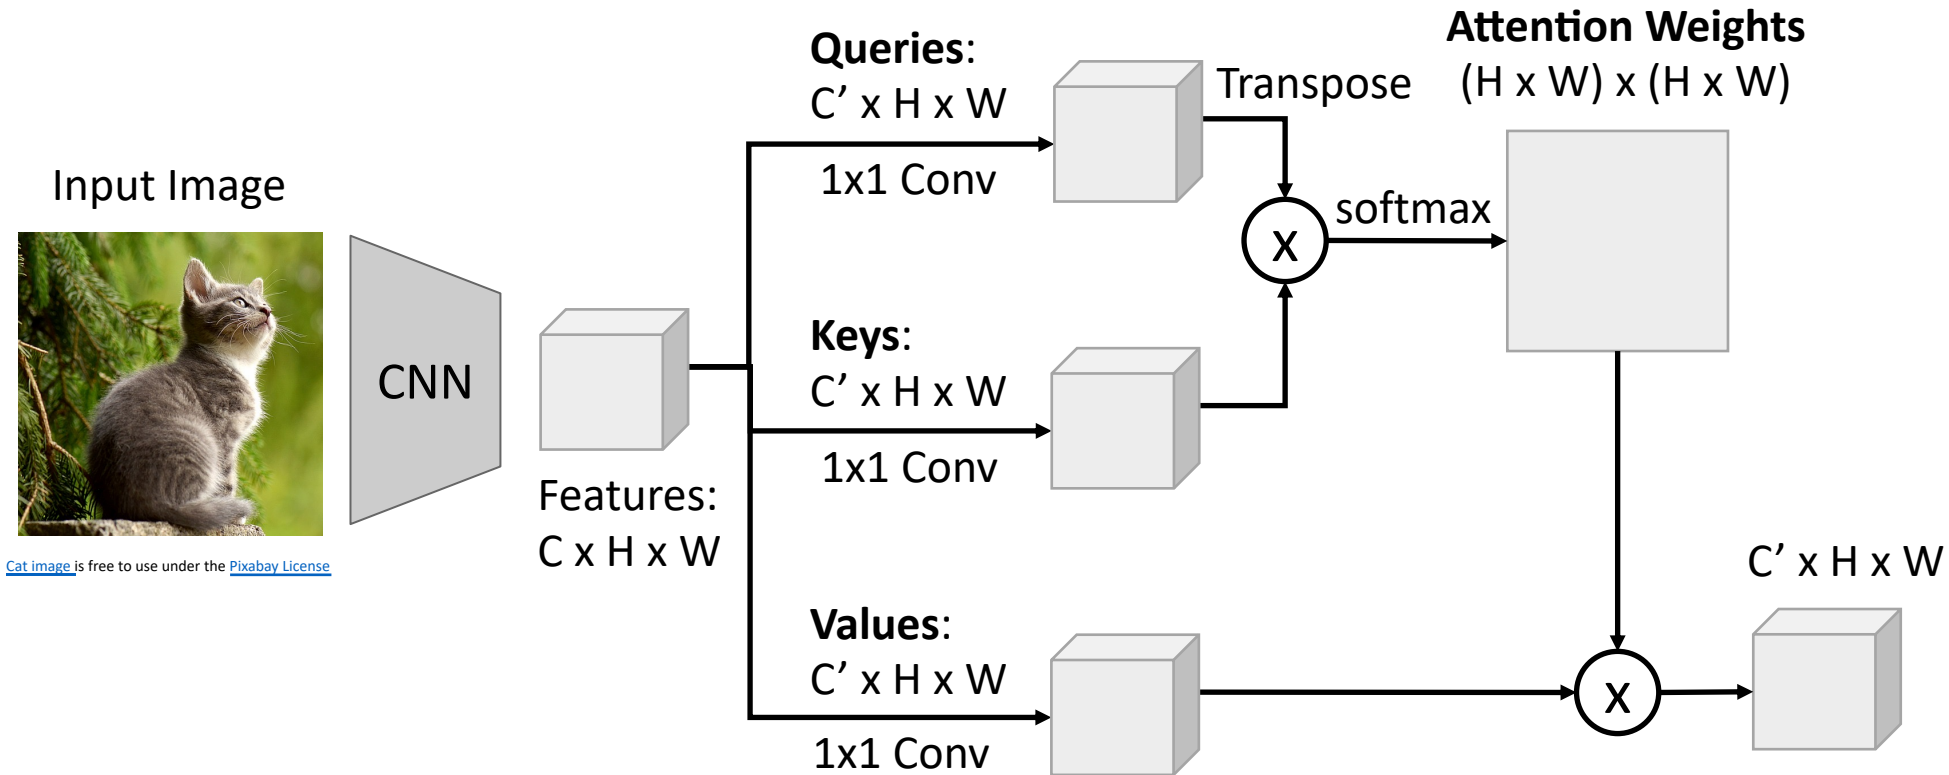 Input Image
Cat image is free to use under the Pixabay License
CNN
Features:
C x H x W
Queries:
C’ x H x W
1x1 Conv
Keys:
C’ x H x W
1x1 Conv
Values:
C’ x H x W
1x1 Conv
Transpose
x
softmax
Attention Weights
(H x W) x (H x W)
x
C’ x H x W